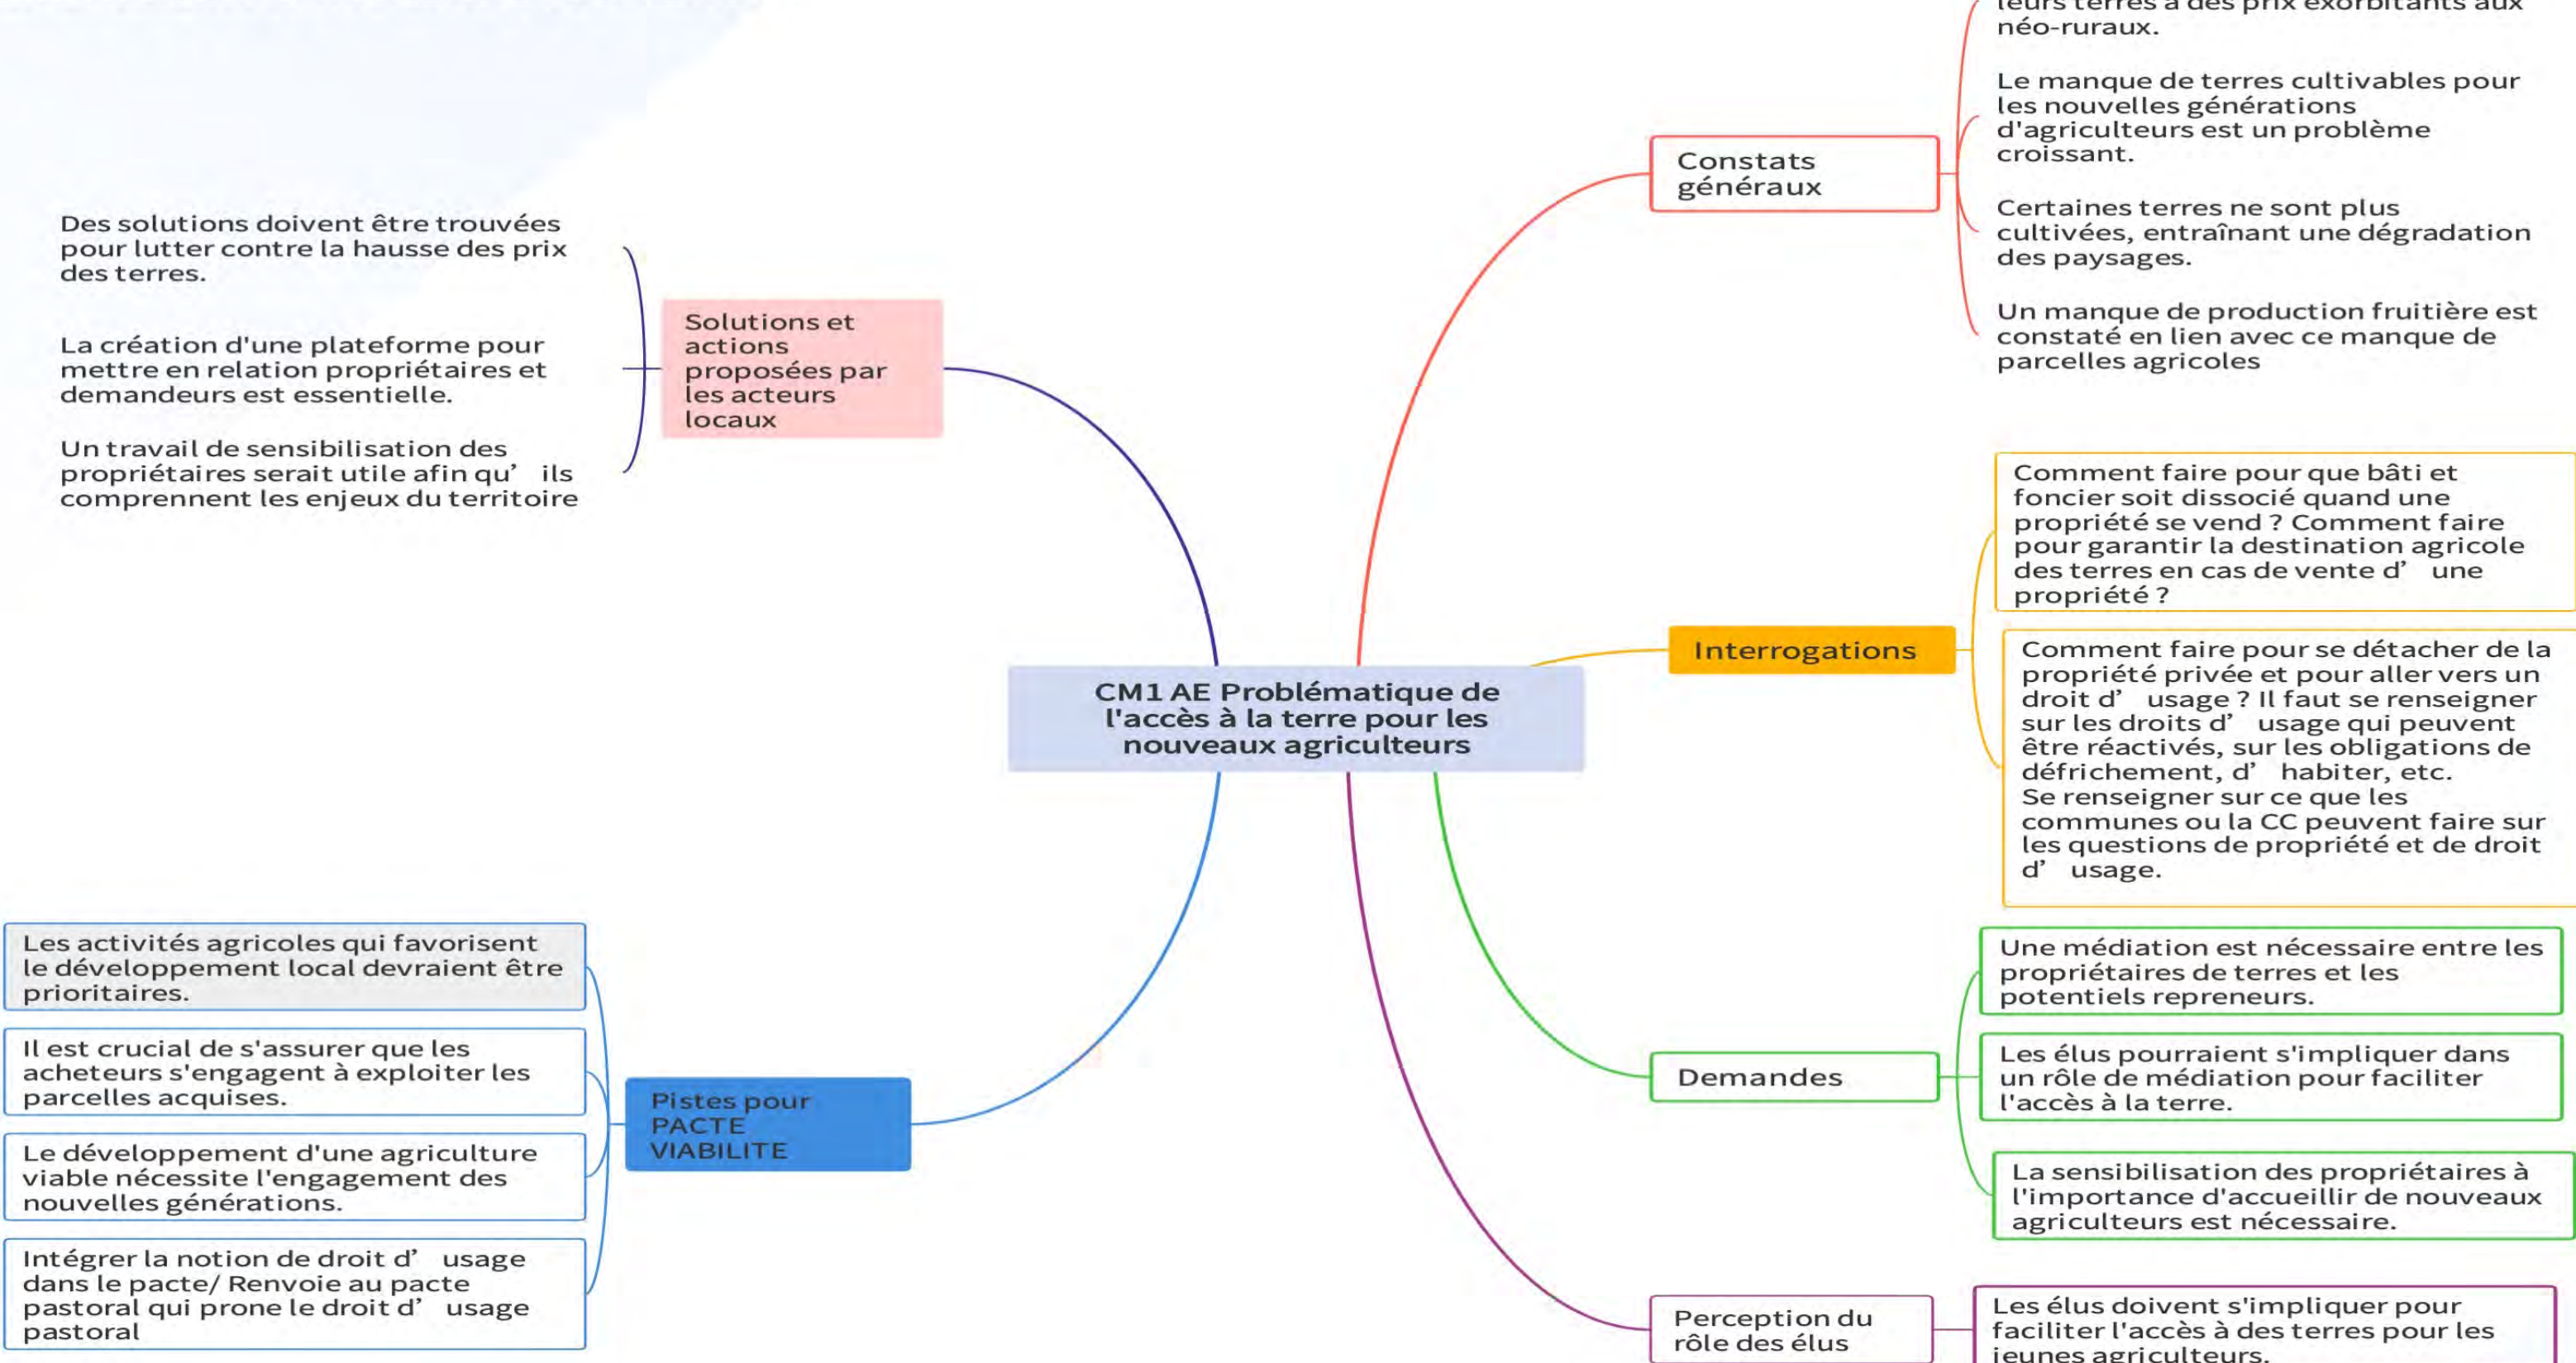 leurs terres à des prix exorbitants aux
néo-ruraux.
Le manque de terres cultivables pour
les nouvelles générations
d'agriculteurs est un problème
croissant.
Certaines terres ne sont plus
cultivées, entraînant une dégradation
des paysages.
Un manque de production fruitière est
constaté en lien avec ce manque de
parcelles agricoles
Constats
généraux
Des solutions doivent être trouvées
pour lutter contre la hausse des prix
des terres.
La création d'une plateforme pour
mettre en relation propriétaires et
demandeurs est essentielle.
Un travail de sensibilisation des
propriétaires serait utile afin qu’ ils
comprennent les enjeux du territoire
Solutions et
actions
proposées par
les acteurs
locaux
Comment faire pour que bâti et
foncier soit dissocié quand une
propriété se vend ? Comment faire
pour garantir la destination agricole
des terres en cas de vente d’ une
propriété ?
Interrogations
Comment faire pour se détacher de la
propriété privée et pour aller vers un
droit d’ usage ? Il faut se renseigner
sur les droits d’ usage qui peuvent
être réactivés, sur les obligations de
défrichement, d’ habiter, etc.
Se renseigner sur ce que les
communes ou la CC peuvent faire sur
les questions de propriété et de droit
d’ usage.
CM1 AE Problématique de
l'accès à la terre pour les
nouveaux agriculteurs
Les activités agricoles qui favorisent
le développement local devraient être
prioritaires.
Il est crucial de s'assurer que les
acheteurs s'engagent à exploiter les
parcelles acquises.
Le développement d'une agriculture
viable nécessite l'engagement des
nouvelles générations.
Intégrer la notion de droit d’ usage
dans le pacte/ Renvoie au pacte
pastoral qui prone le droit d’ usage
pastoral
Pistes pour
PACTE
VIABILITE
Une médiation est nécessaire entre les
propriétaires de terres et les
potentiels repreneurs.
Demandes
Les élus pourraient s'impliquer dans
un rôle de médiation pour faciliter
l'accès à la terre.
La sensibilisation des propriétaires à
l'importance d'accueillir de nouveaux
agriculteurs est nécessaire.
Perception du
rôle des élus
Les élus doivent s'impliquer pour
faciliter l'accès à des terres pour les
jeunes agriculteurs.